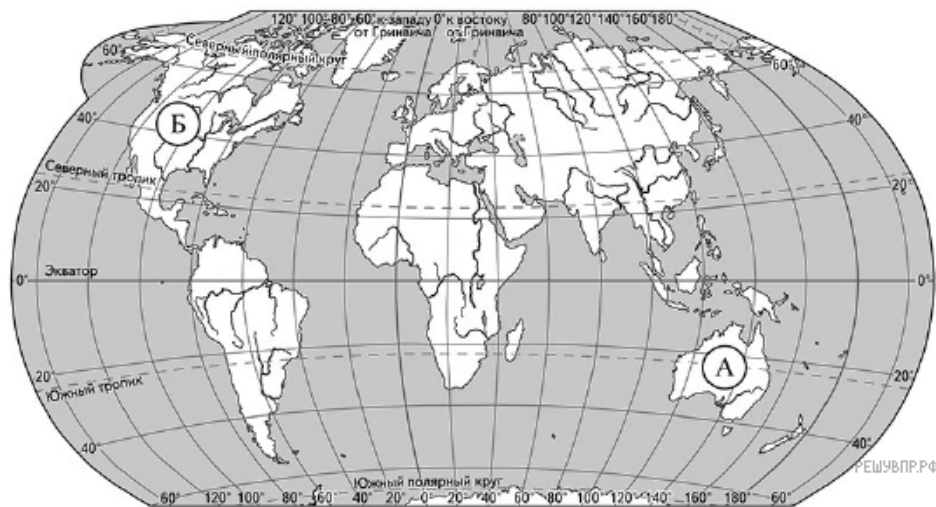 120° 100° 80° 60° к западу 0° к востоку 80° 100° 120° 140° 160° 180°
от Гринвича от Гринвича
Северный полярный круг
60° 60°
Б
40° 40°
Северный тропик
20° 20°
Экватор
0° 0°
А
20° 20°
Южный тропик
40° 40°
РЕШУВПР.РФ
Южный полярный круг
60° 120° 100° 80° 60° 40° 20° 0° 20° 40° 60° 80° 100° 120° 140° 160° 180° 60°